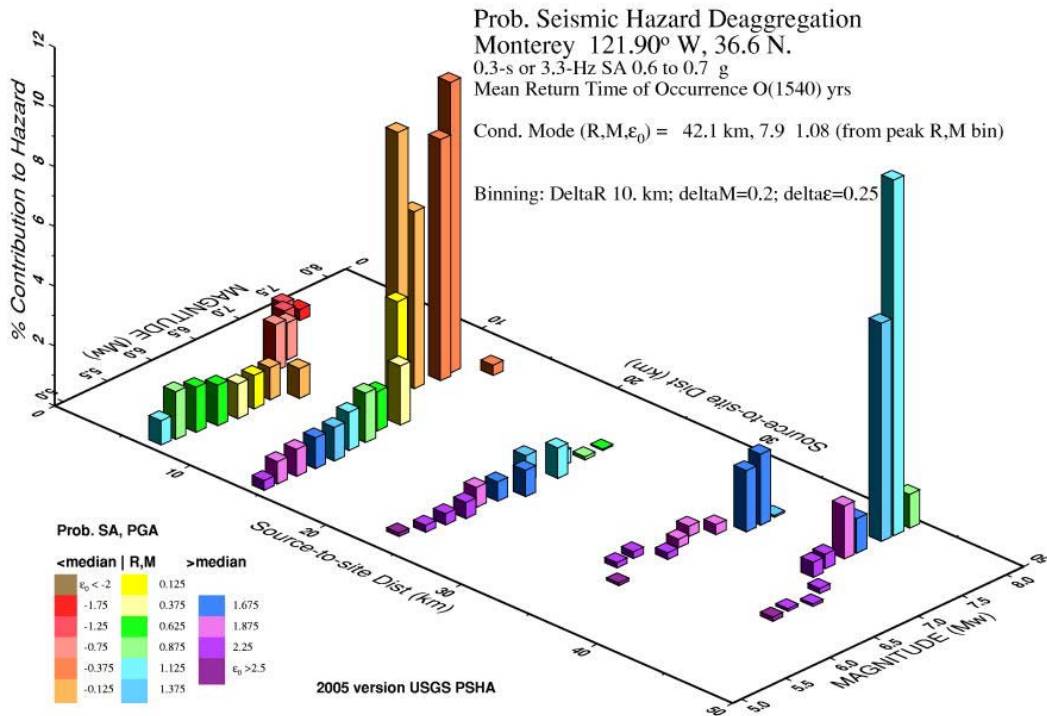 Prob. Seismic Hazard Deaggregation
Monterey 121.90° W, 36.6 N.
0.3-s or 3.3-Hz SA 0.6 to 0.7 g
Mean Return Time of Occurrence O(1540) yrs
Cond. Mode (R,M,ε₀) = 42.1 km, 7.9 1.08 (from peak R,M bin)
Binning: DeltaR 10. km; deltaM=0.2; deltaε=0.25
% Contribution to Hazard
12
10
8
6
4
2
0
MAGNITUDE (Mw)
5.0
5.5
6.0
6.5
7.0
7.5
8.0
0
10
20
30
Source-to-site Dist (km)
10
20
30
40
50
Source-to-site Dist (km)
5.0
5.5
6.0
6.5
7.0
7.5
8.0
MAGNITUDE (Mw)
Prob. SA, PGA
<median | R,M >median
ε₀ < -2 0.125
-1.75 0.375 1.675
-1.25 0.625 1.875
-0.75 0.875 2.25
-0.375 1.125 ε₀ >2.5
-0.125 1.375
2005 version USGS PSHA